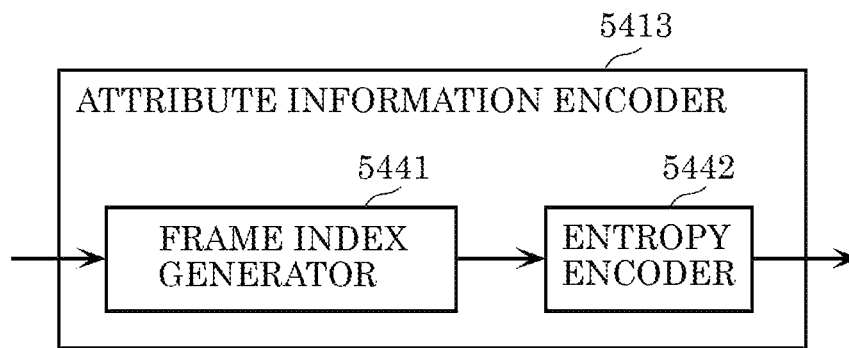 5413
ATTRIBUTE INFORMATION ENCODER
5441
5442
FRAME INDEX
GENERATOR
ENTROPY
ENCODER